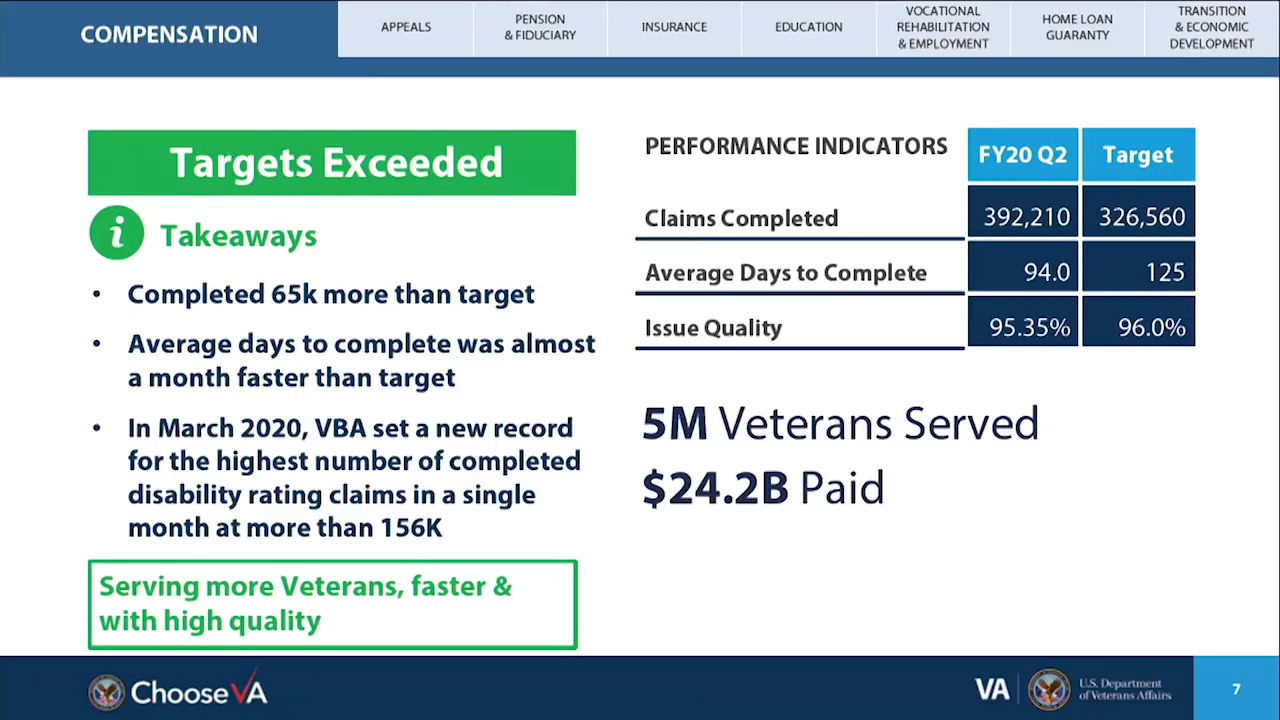 COMPENSATION
APPEALS
PENSION
& FIDUCIARY
INSURANCE
EDUCATION
VOCATIONAL
REHABILITATION
& EMPLOYMENT
HOME LOAN
GUARANTY
TRANSITION
& ECONOMIC
DEVELOPMENT
Targets Exceeded
i Takeaways
• Completed 65k more than target
• Average days to complete was almost
a month faster than target
• In March 2020, VBA set a new record
for the highest number of completed
disability rating claims in a single
month at more than 156K
Serving more Veterans, faster &
with high quality
PERFORMANCE INDICATORS FY20 Q2 Target
Claims Completed 392,210 326,560
Average Days to Complete 94.0 125
Issue Quality 95.35% 96.0%
5M Veterans Served
$24.2B Paid
ChooseVA
VA
U.S. Department
of Veterans Affairs
7